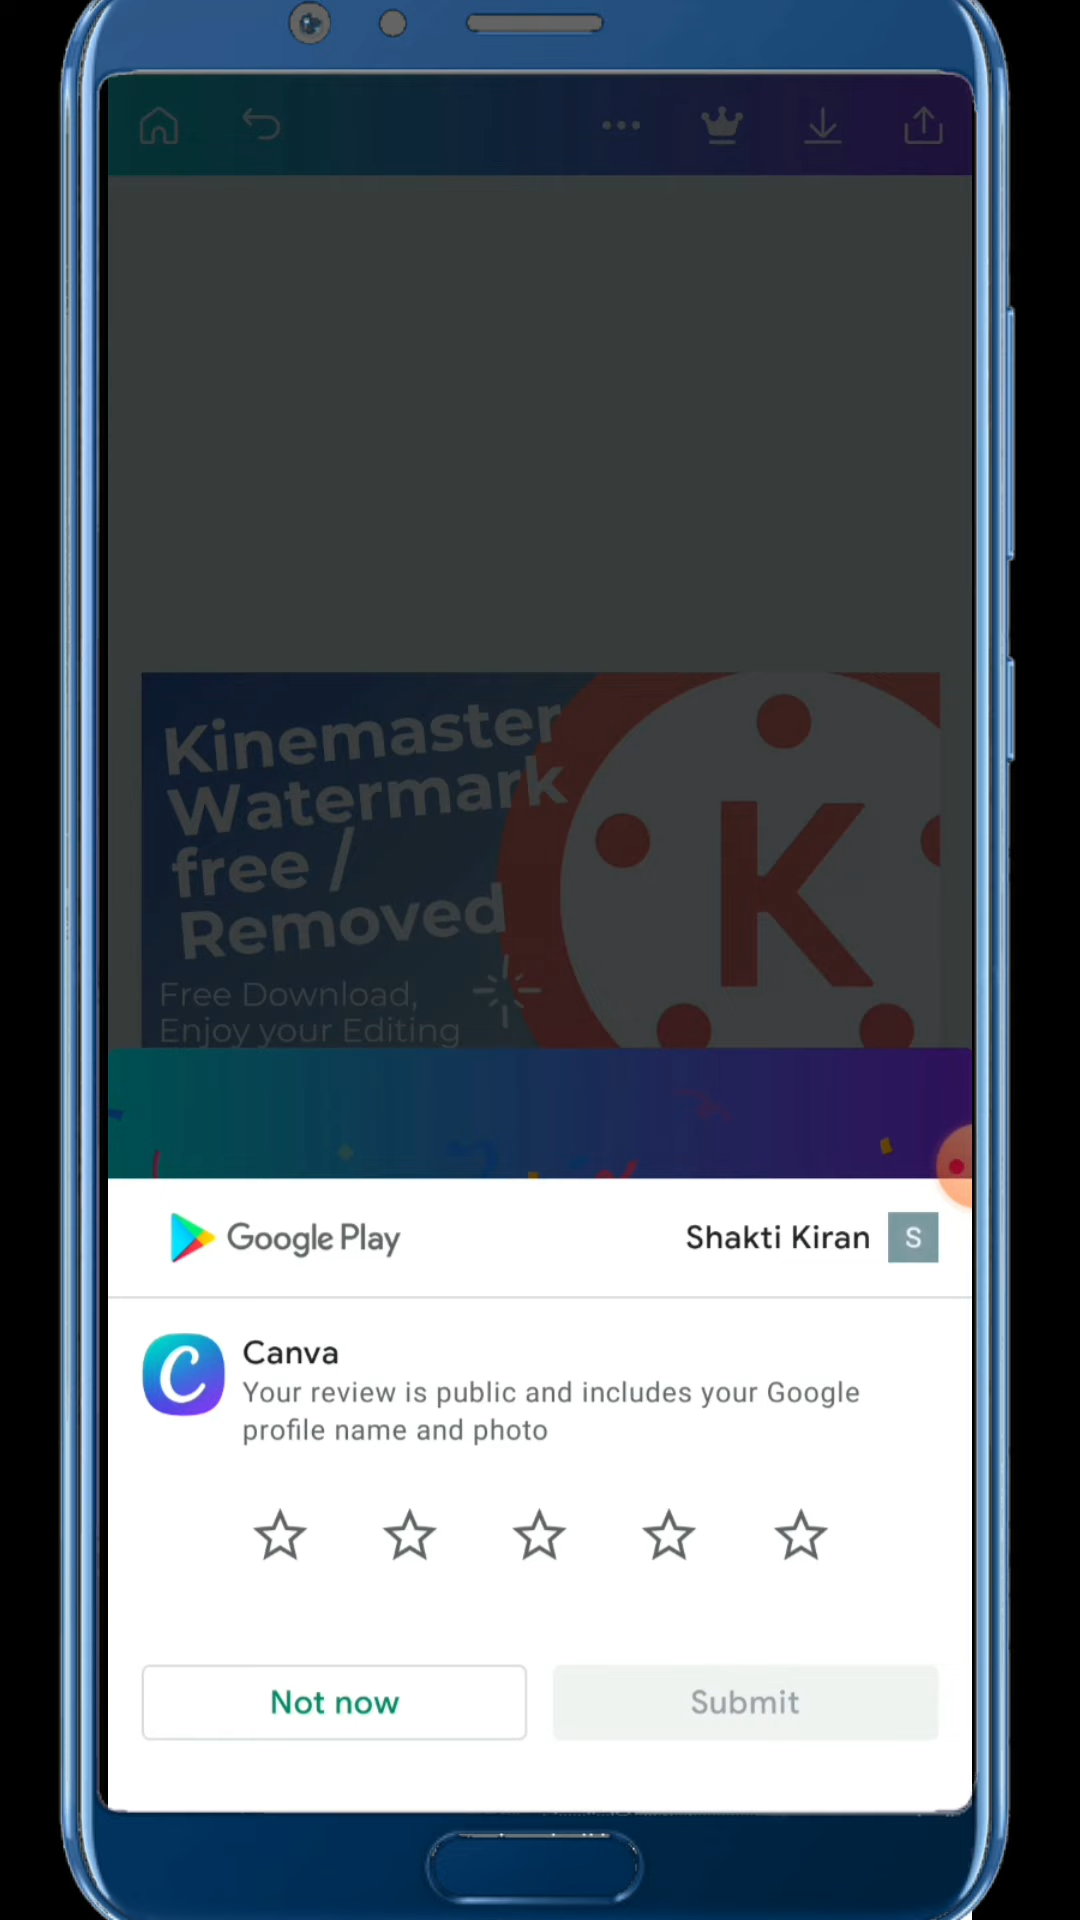 Kinemaster
Watermark
free /
Removed
Free Download,
Enjoy your Editing
K
Google Play
Shakti Kiran
S
C
Canva
Your review is public and includes your Google
profile name and photo
Not now
Submit